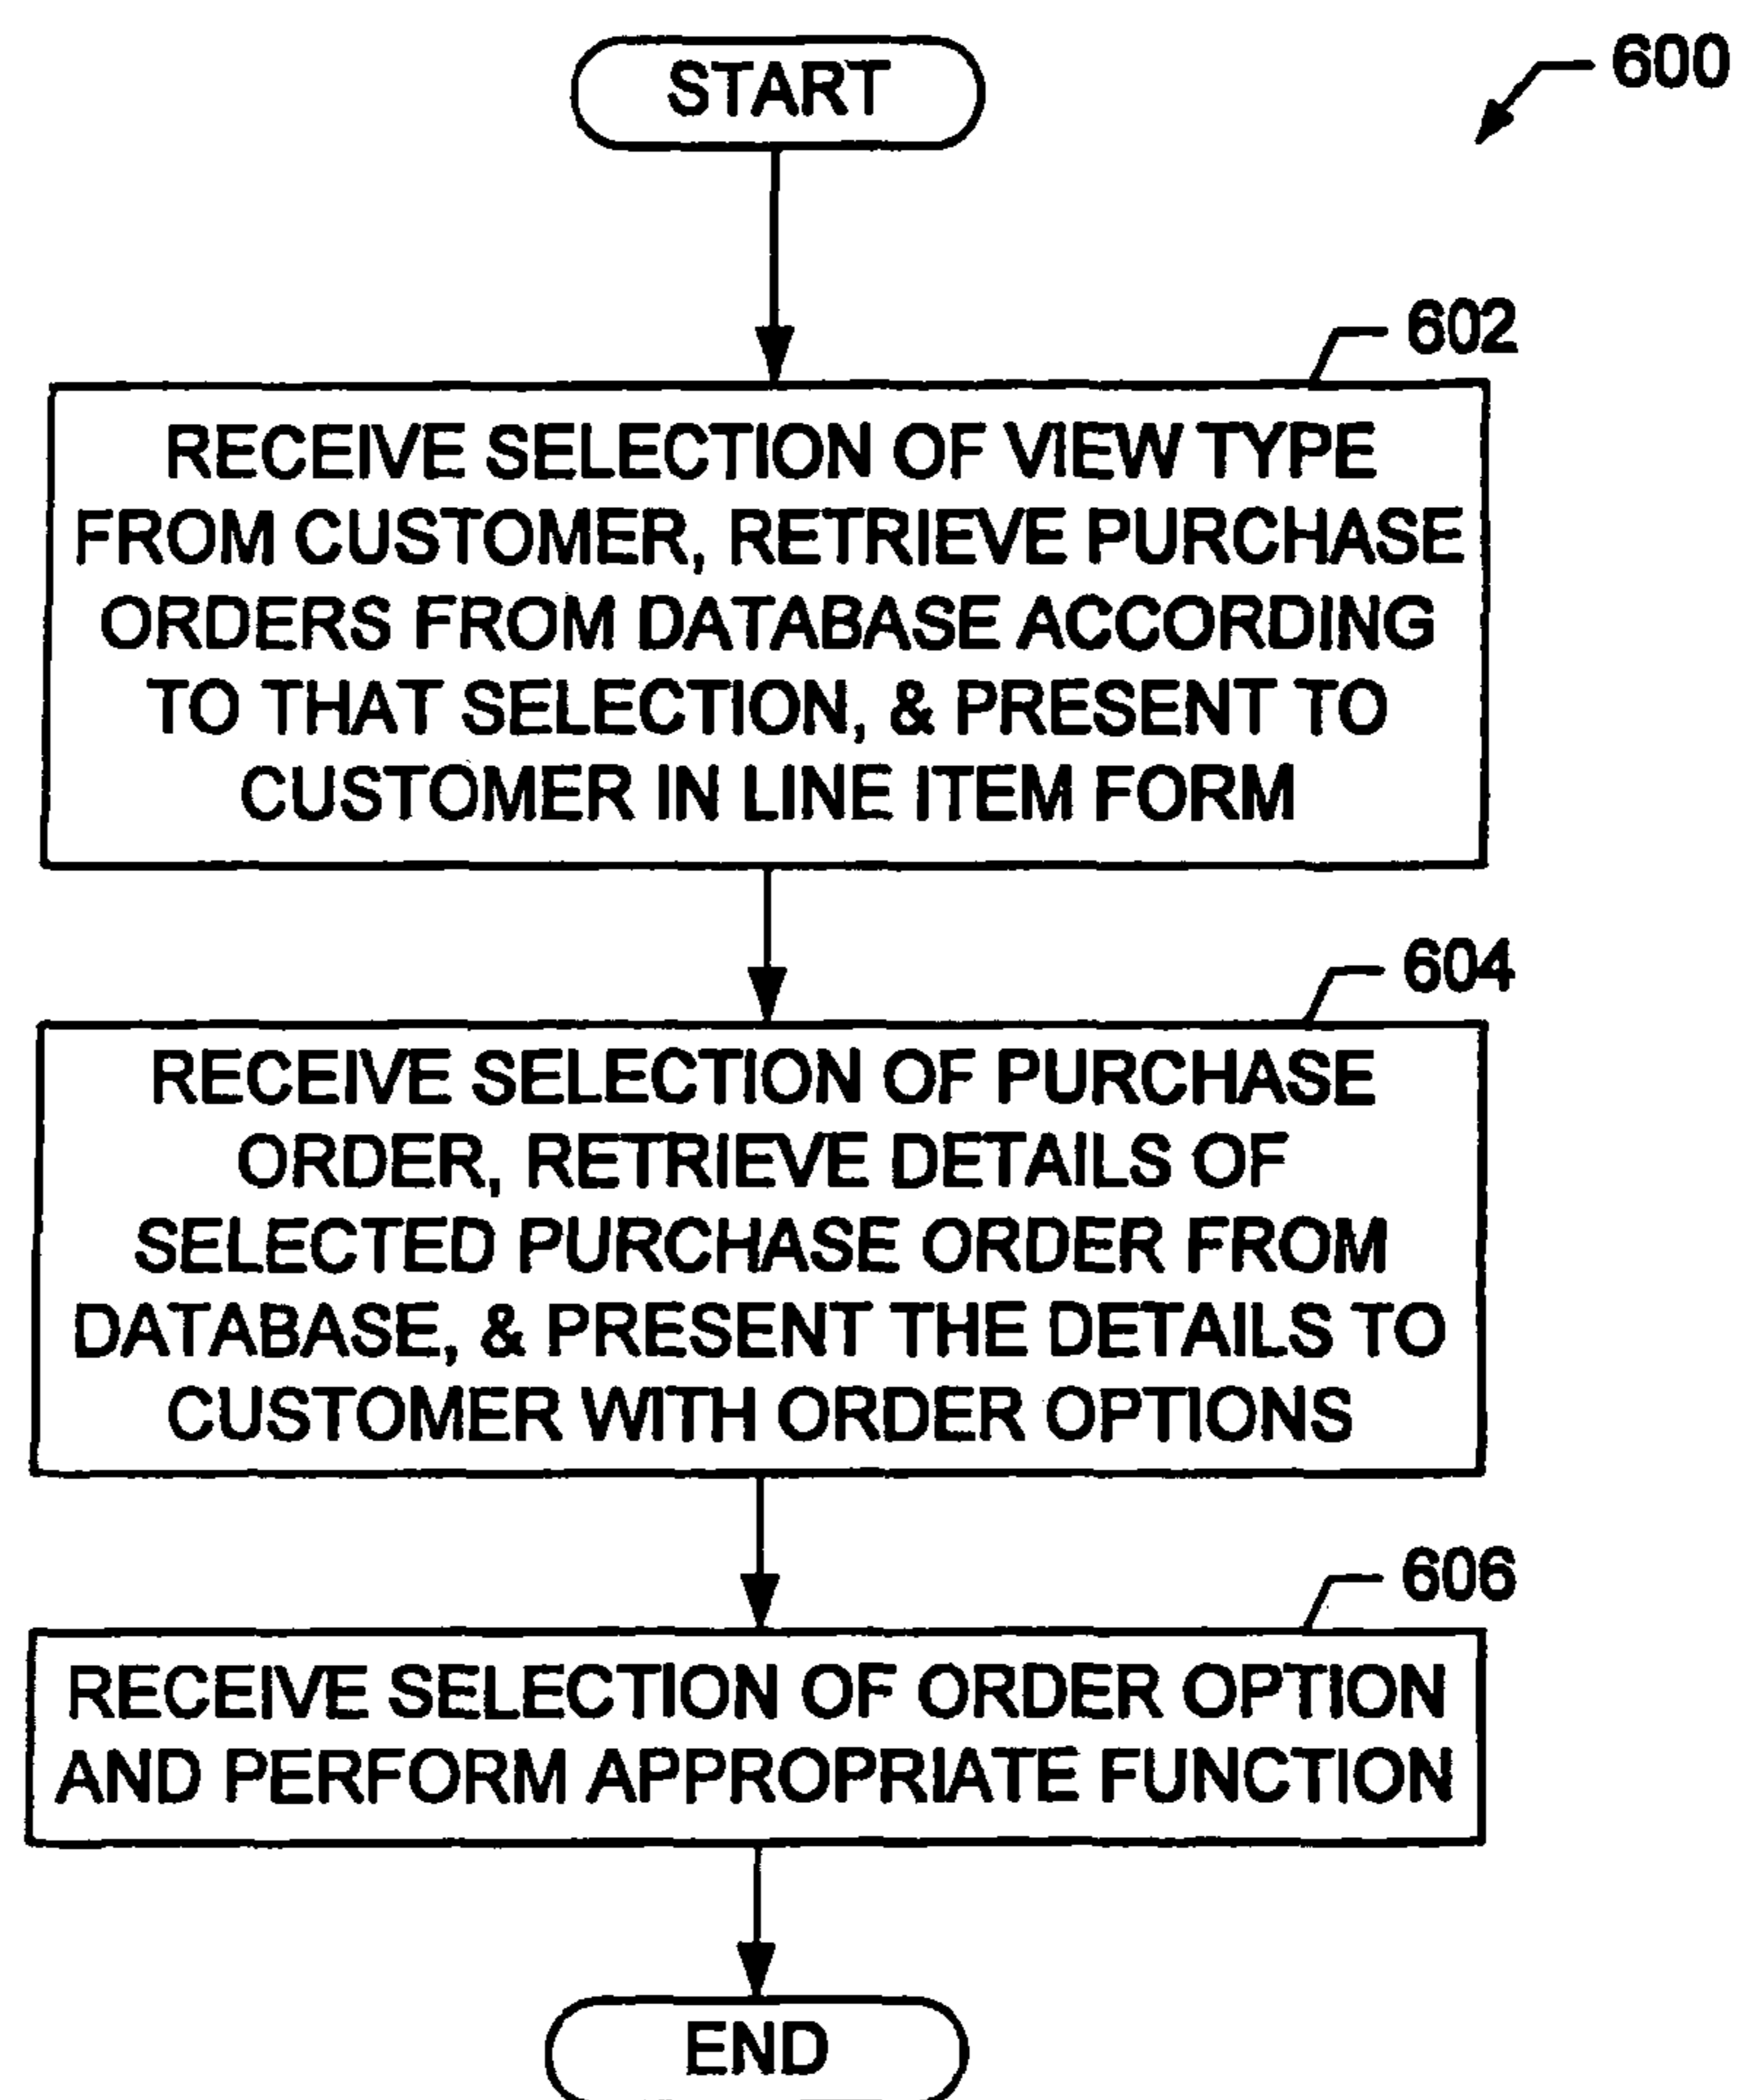 START
600
602
RECEIVE SELECTION OF VIEW TYPE
FROM CUSTOMER, RETRIEVE PURCHASE
ORDERS FROM DATABASE ACCORDING
TO THAT SELECTION, & PRESENT TO
CUSTOMER IN LINE ITEM FORM
604
RECEIVE SELECTION OF PURCHASE
ORDER, RETRIEVE DETAILS OF
SELECTED PURCHASE ORDER FROM
DATABASE, & PRESENT THE DETAILS TO
CUSTOMER WITH ORDER OPTIONS
606
RECEIVE SELECTION OF ORDER OPTION
AND PERFORM APPROPRIATE FUNCTION
END